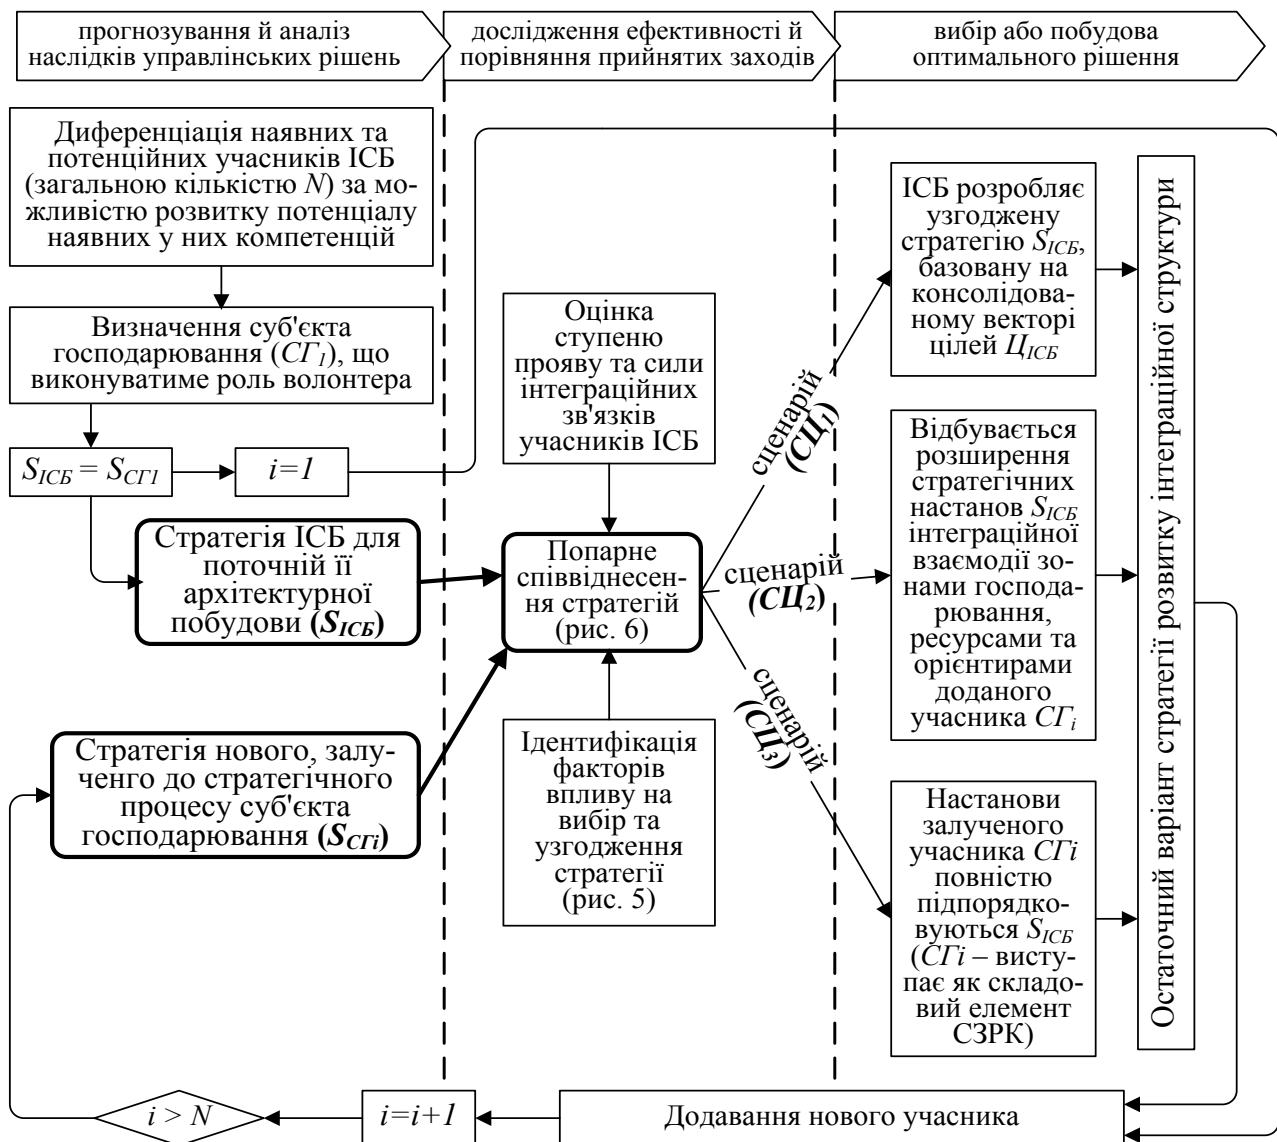 прогнозування й аналіз
наслідків управлінських рішень
дослідження ефективності й
порівняння прийнятих заходів
вибір або побудова
оптимального рішення
Диференціація наявних та
потенційних учасників ІСБ
(загальною кількістю N) за мо-
жливістю розвитку потенціалу
наявних у них компетенцій
Визначення суб'єкта
господарювання (СГ1), що
виконуватиме роль волонтера
SІСБ = SСГ1
i=1
Стратегія ІСБ для
поточній її
архітектурної
побудови (SІСБ)
Стратегія нового, залу-
ченго до стратегічного
процесу суб'єкта
господарювання (SСГi)
Оцінка
ступеню
прояву та сили
інтеграційних
зв'язків
учасників ІСБ
Попарне
співвіднесен-
ня стратегій
(рис. 6)
Ідентифікація
факторів
впливу на
вибір та
узгодження
стратегії
(рис. 5)
сценарій
(СЦ1)
сценарій
(СЦ2)
сценарій
(СЦ3)
ІСБ розробляє
узгоджену
стратегію SІСБ,
базовану на
консолідова-
ному векторі
цілей ЦІСБ
Відбувається
розширення
стратегічних
настанов SІСБ
інтеграційної
взаємодії зо-
нами господа-
рювання,
ресурсами та
орієнтирами
доданого
учасника СГi
Настанови
залученого
учасника СГi
повністю
підпорядко-
вуються SІСБ
(СГi – висту-
пає як складо-
вий елемент
СЗРК)
Остаточний варіант стратегії розвитку інтеграційної структури
i > N
i=i+1
Додавання нового учасника